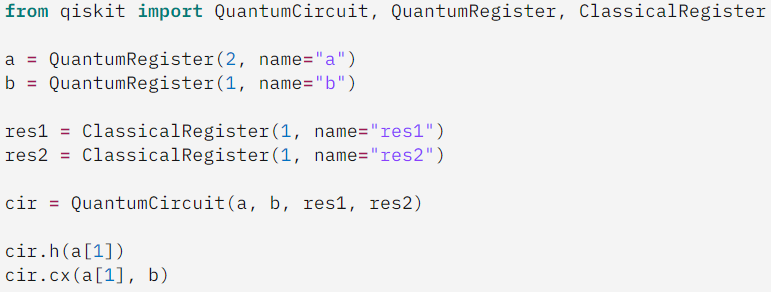 from qiskit import QuantumCircuit, QuantumRegister, ClassicalRegister
a = QuantumRegister(2, name="a")
b = QuantumRegister(1, name="b")
res1 = ClassicalRegister(1, name="res1")
res2 = ClassicalRegister(1, name="res2")
cir = QuantumCircuit(a, b, res1, res2)
cir.h(a[1])
cir.cx(a[1], b)